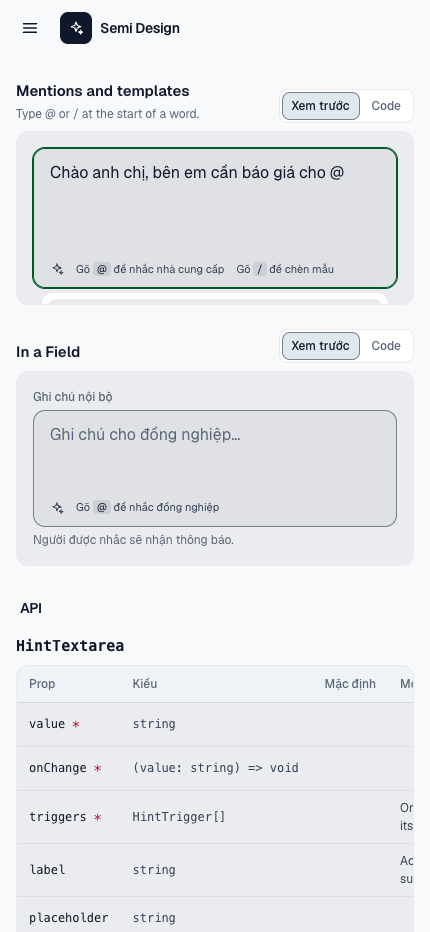 Semi Design
Mentions and templates
Type @ or / at the start of a word.
Xem trước
Code
Chào anh chị, bên em cần báo giá cho @
Gõ @ để nhắc nhà cung cấp
Gõ / để chèn mẫu
In a Field
Xem trước
Code
Ghi chú nội bộ
Ghi chú cho đồng nghiệp…
Gõ @ để nhắc đồng nghiệp
Người được nhắc sẽ nhận thông báo.
API
HintTextarea
Prop Kiểu Mặc định
value * string
onChange * (value: string) => void
triggers * HintTrigger[]
its
label string
placeholder string